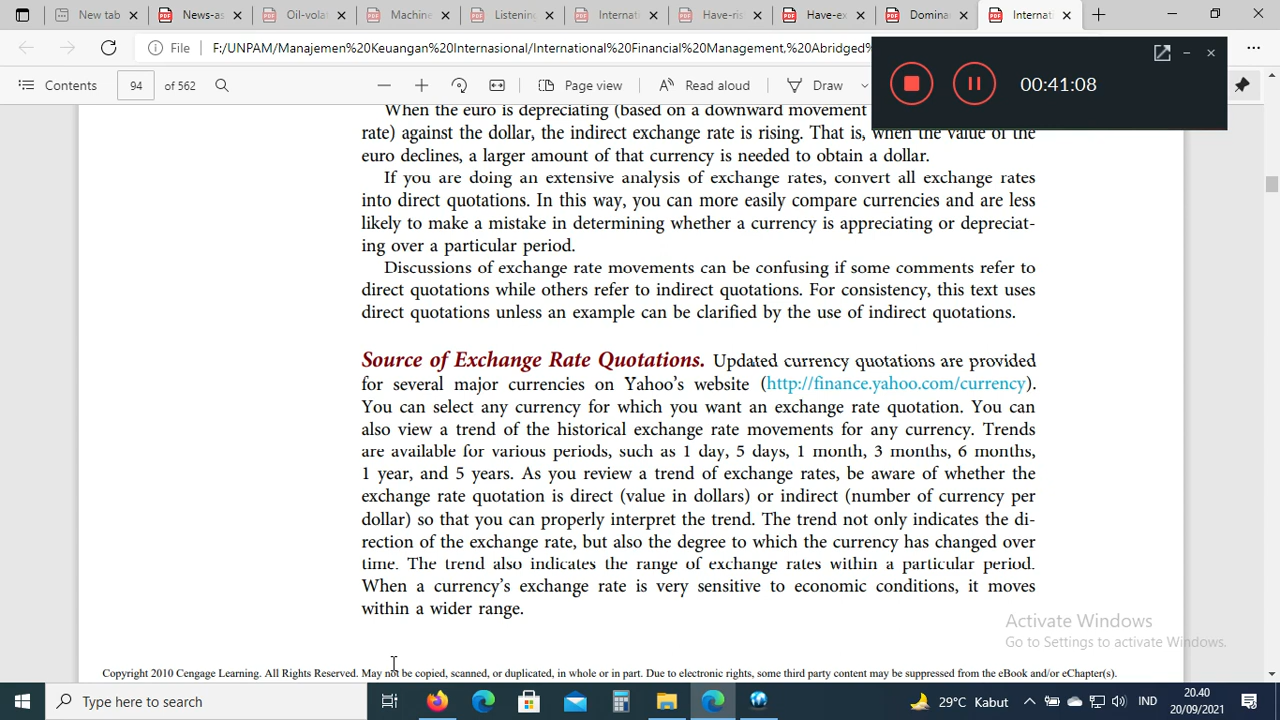 New tab
News-as
Oil-vola
Machine
Listening
Internati
Have-ris
Have-ex
Domina
Internati
File
F:/UNPAM/Manajemen%20Keuangan%20Internasional/International%20Financial%20Management,%20Abridged%
Contents
94
of 562
Page view
Read aloud
Draw
00:41:08
When the euro is depreciating (based on a downward movement
rate) against the dollar, the indirect exchange rate is rising. That is, when the value of the
euro declines, a larger amount of that currency is needed to obtain a dollar.
If you are doing an extensive analysis of exchange rates, convert all exchange rates
into direct quotations. In this way, you can more easily compare currencies and are less
likely to make a mistake in determining whether a currency is appreciating or depreciat-
ing over a particular period.
Discussions of exchange rate movements can be confusing if some comments refer to
direct quotations while others refer to indirect quotations. For consistency, this text uses
direct quotations unless an example can be clarified by the use of indirect quotations.
Source of Exchange Rate Quotations. Updated currency quotations are provided
for several major currencies on Yahoo's website (http://finance.yahoo.com/currency).
You can select any currency for which you want an exchange rate quotation. You can
also view a trend of the historical exchange rate movements for any currency. Trends
are available for various periods, such as 1 day, 5 days, 1 month, 3 months, 6 months,
1 year, and 5 years. As you review a trend of exchange rates, be aware of whether the
exchange rate quotation is direct (value in dollars) or indirect (number of currency per
dollar) so that you can properly interpret the trend. The trend not only indicates the di-
rection of the exchange rate, but also the degree to which the currency has changed over
time. The trend also indicates the range of exchange rates within a particular period.
When a currency's exchange rate is very sensitive to economic conditions, it moves
within a wider range.
Activate Windows
Go to Settings to activate Windows.
Copyright 2010 Cengage Learning. All Rights Reserved. May not be copied, scanned, or duplicated, in whole or in part. Due to electronic rights, some third party content may be suppressed from the eBook and/or eChapter(s).
Type here to search
29°C Kabut
IND
20.40
20/09/2021